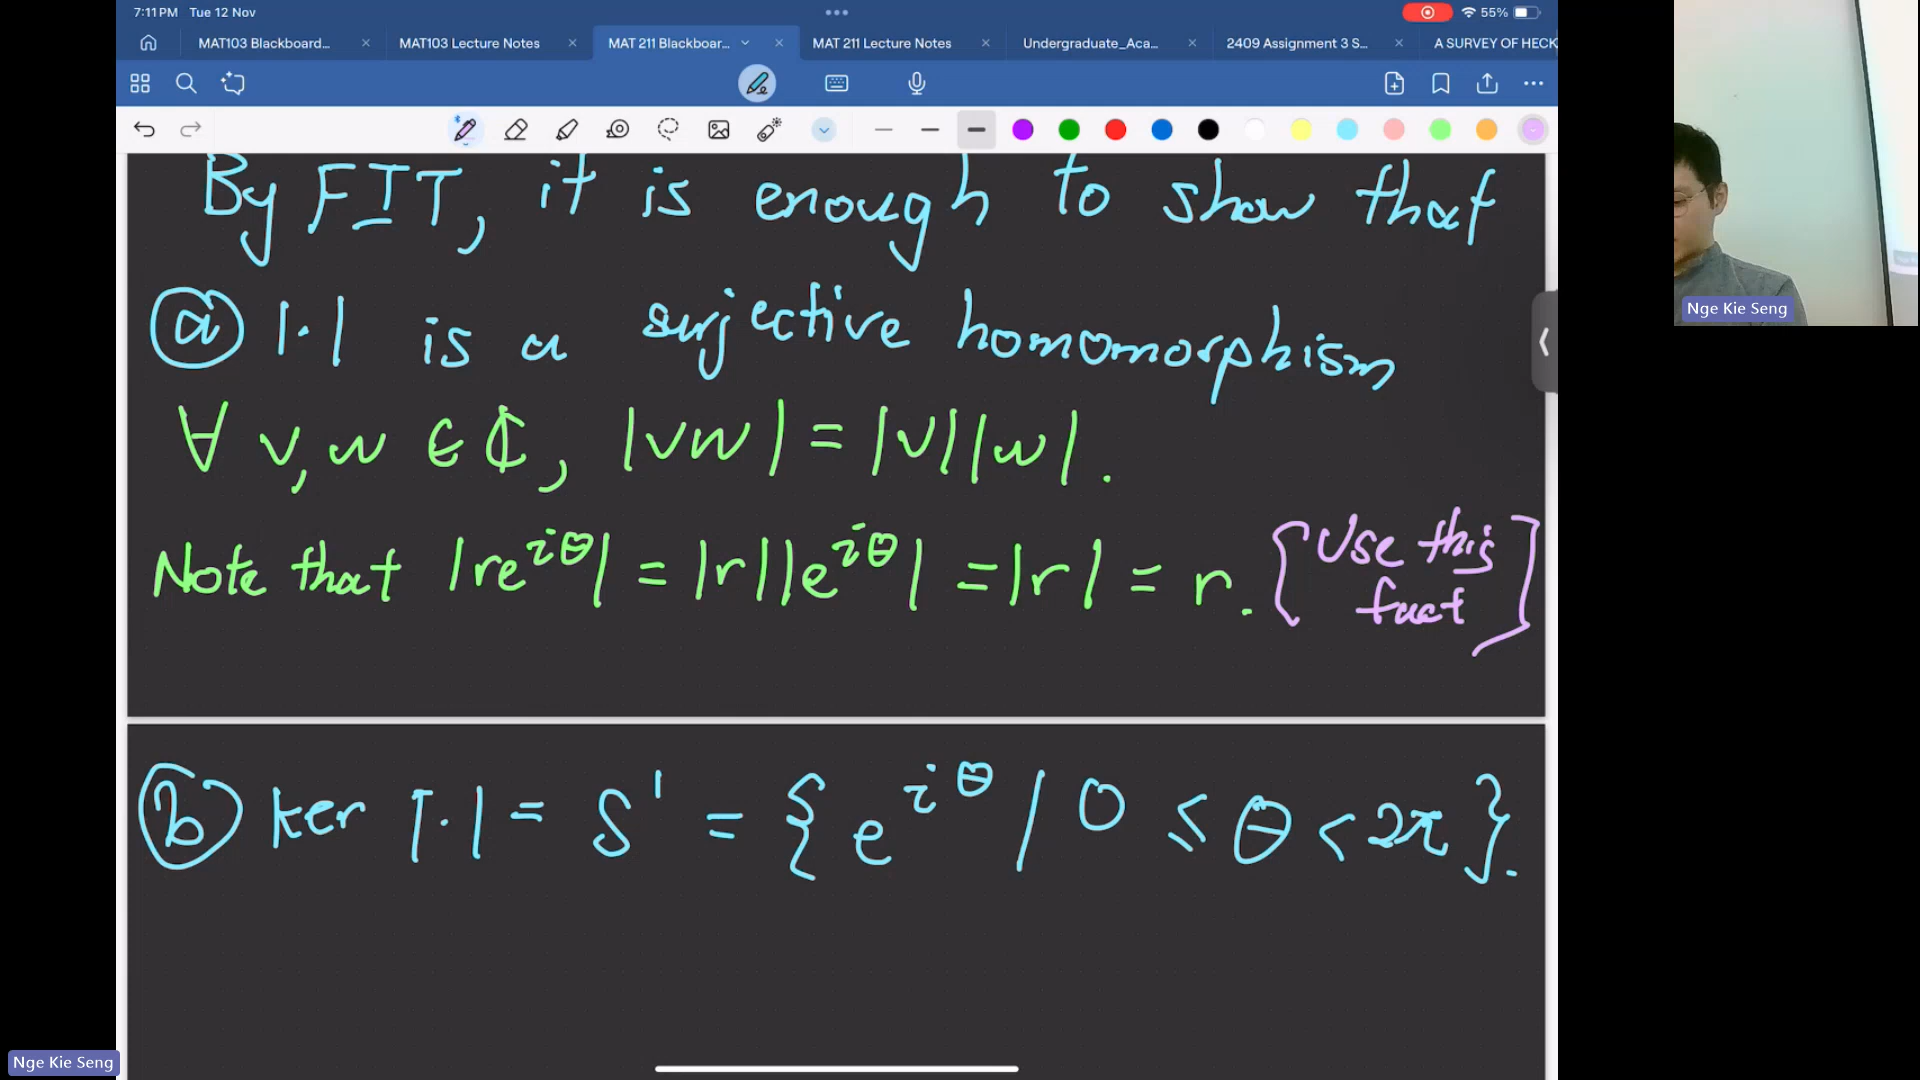 7:11 PM Tue 12 Nov
55%
MAT103 Blackboard...
MAT103 Lecture Notes
MAT 211 Blackboar...
MAT 211 Lecture Notes
Undergraduate_Aca...
2409 Assignment 3 S...
A SURVEY OF HECK
By FIT, it is enough to show that
ⓐ |·| is a surjective homomorphism
∀ v, w ∈ ℂ, |vw| = |v||w|.
Note that |re^{iθ}| = |r||e^{iθ}| = |r| = r. [Use this fact]
ⓑ ker |·| = S¹ = {e^{iθ} | 0 ≤ θ < 2π}.
Nge Kie Seng
Nge Kie Seng